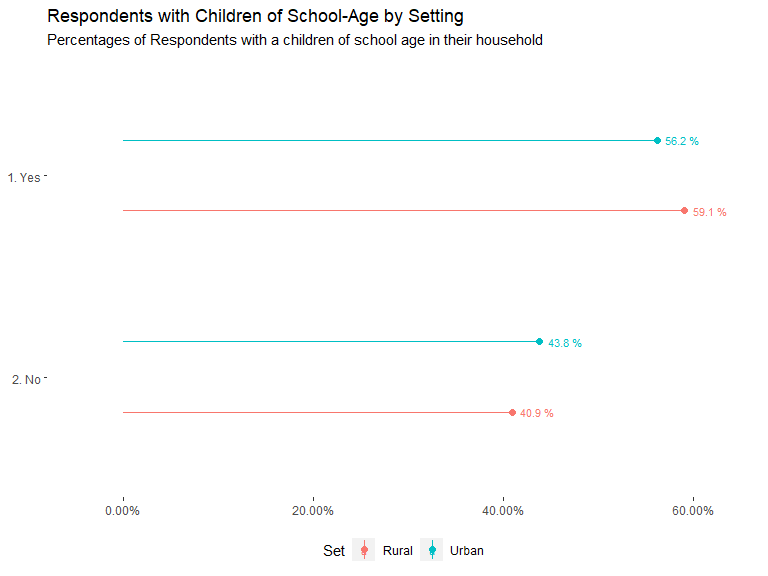 Respondents with Children of School-Age by Setting
Percentages of Respondents with a children of school age in their household
56.2 %
1. Yes
59.1 %
43.8 %
2. No
40.9 %
0.00% 20.00% 40.00% 60.00%
Set Rural Urban